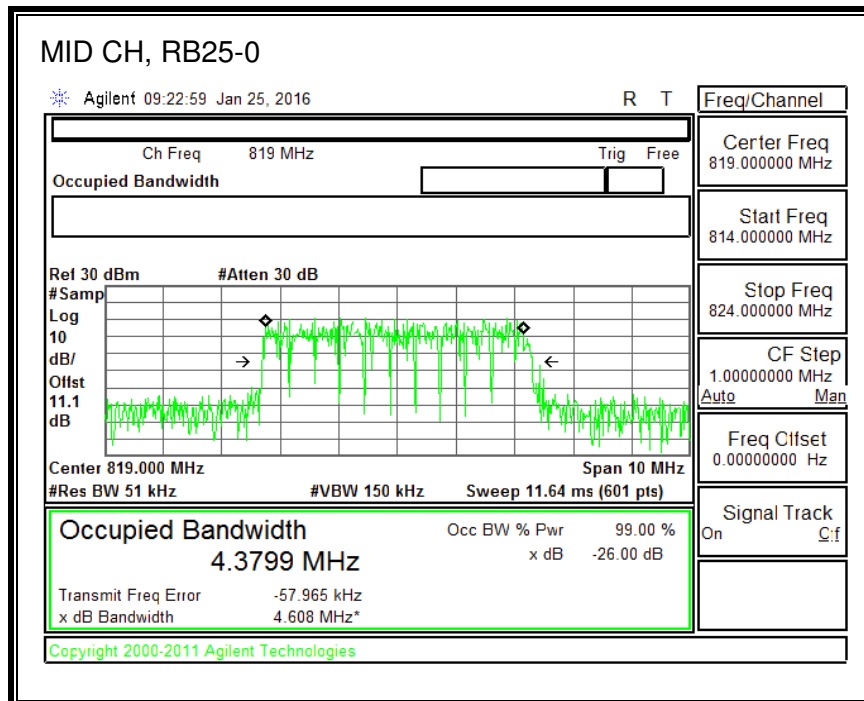 MID CH, RB25-0
Agilent 09:22:59 Jan 25, 2016 R T
Freq/Channel
Ch Freq 819 MHz Trig Free
Occupied Bandwidth
Center Freq
819.000000 MHz
Start Freq
814.000000 MHz
Stop Freq
824.000000 MHz
CF Step
1.00000000 MHz
Auto Man
Freq Offset
0.00000000 Hz
Signal Track
On Off
Ref 30 dBm #Atten 30 dB
#Samp
Log
10
dB/
Offst
11.1
dB
Center 819.000 MHz Span 10 MHz
#Res BW 51 kHz #VBW 150 kHz Sweep 11.64 ms (601 pts)
Occupied Bandwidth Occ BW % Pwr 99.00 %
4.3799 MHz x dB -26.00 dB
Transmit Freq Error -57.965 kHz
x dB Bandwidth 4.608 MHz*
Copyright 2000-2011 Agilent Technologies